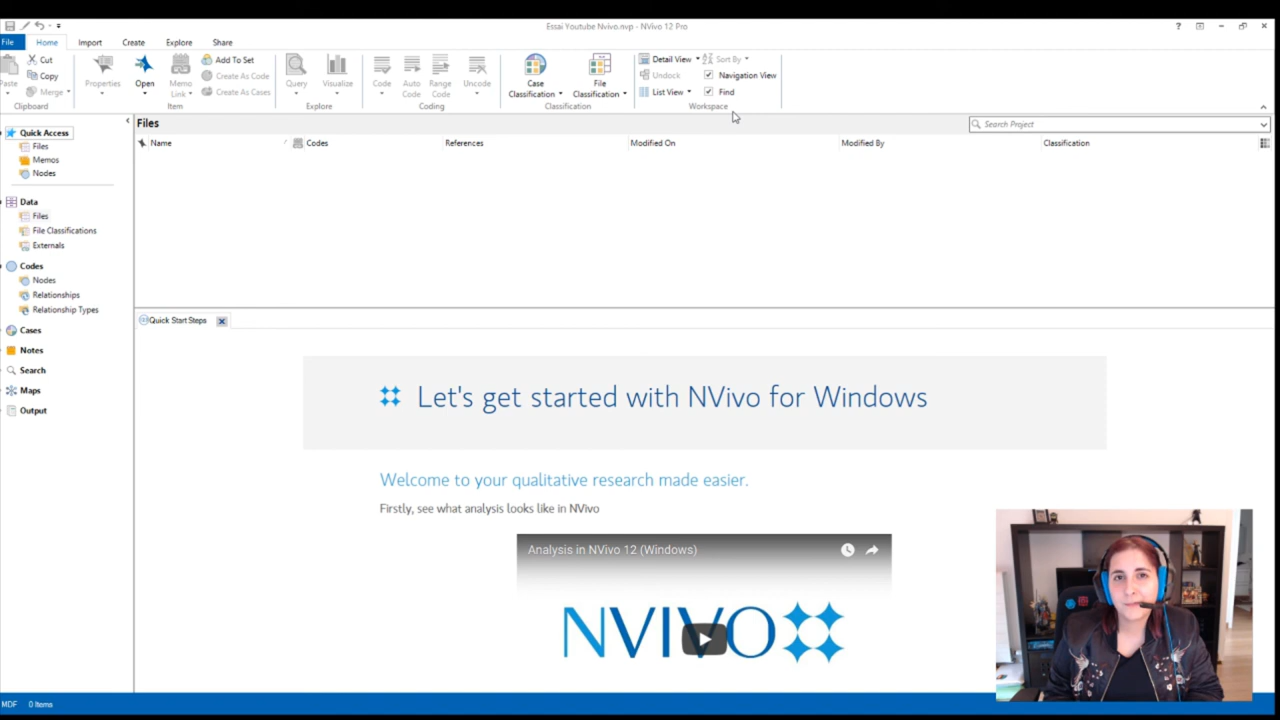 Essai Youtube Nvivo.nvp - NVivo 12 Pro
File Home Import Create Explore Share
Cut
Copy
Paste
Merge
Clipboard
Properties
Open
Memo
Link
Add To Set
Create As Code
Create As Cases
Item
Query
Visualize
Explore
Code
Auto
Code
Range
Code
Uncode
Coding
Case
Classification
File
Classification
Classification
Detail View
Undock
List View
Sort By
Navigation View
Find
Workspace
Quick Access
Files
Memos
Nodes
Data
Files
File Classifications
Externals
Codes
Nodes
Relationships
Relationship Types
Cases
Notes
Search
Maps
Output
Files
Search Project
Name Codes References Modified On Modified By Classification
Quick Start Steps
Let's get started with NVivo for Windows
Welcome to your qualitative research made easier.
Firstly, see what analysis looks like in NVivo
Analysis in NVivo 12 (Windows)
NVIVO
MDF 0 Items